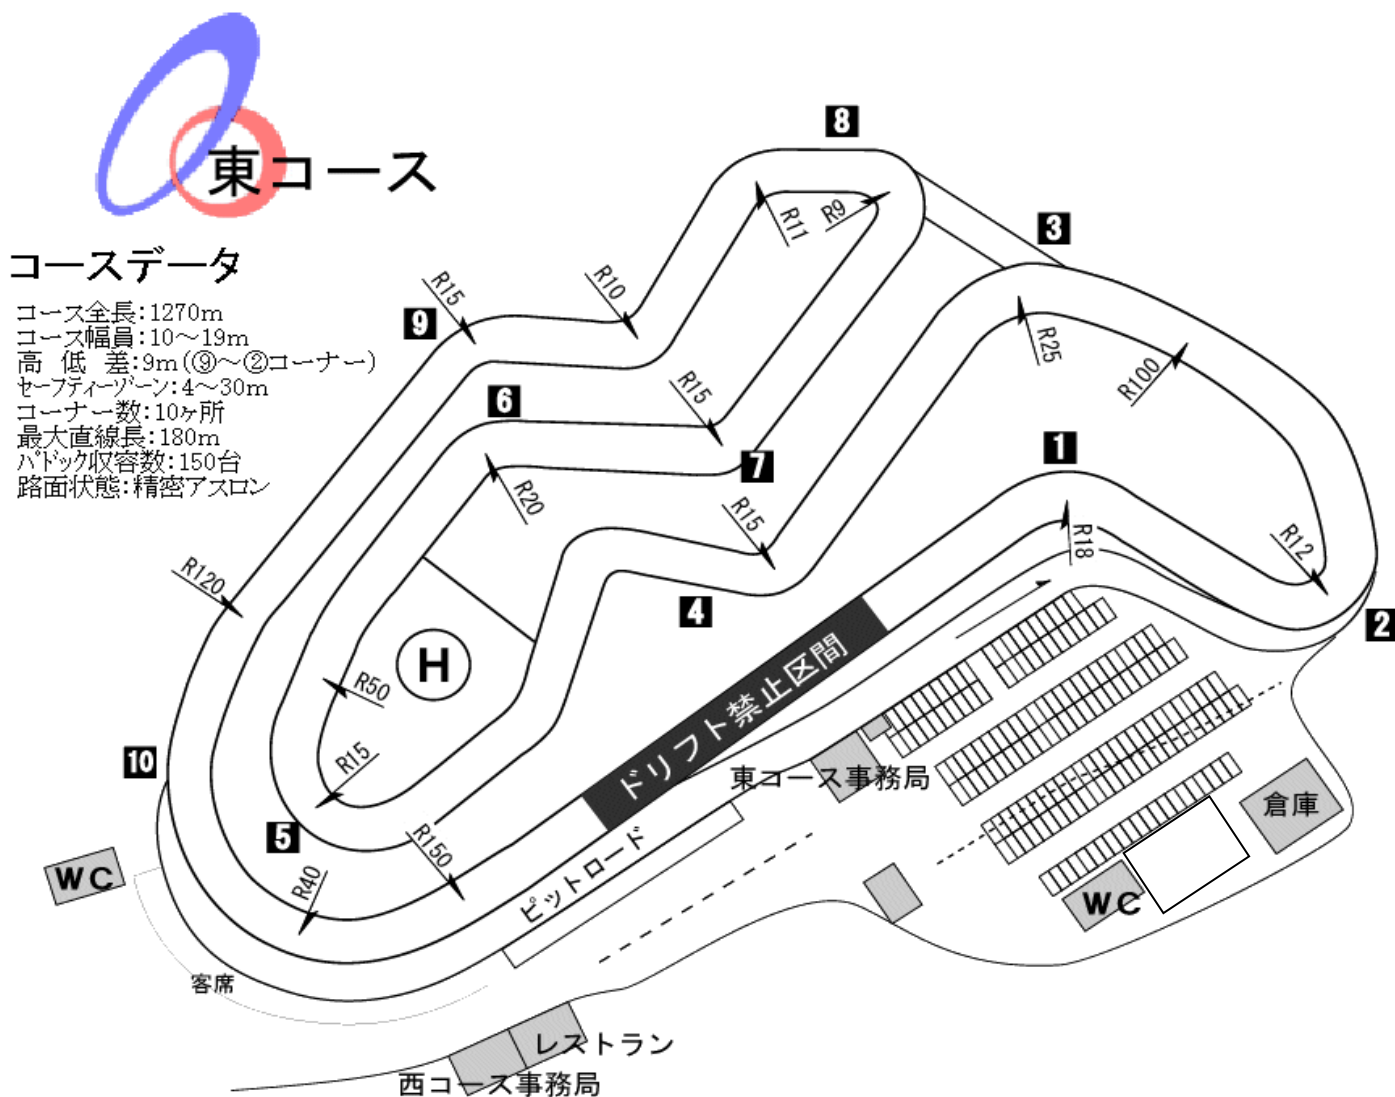 東コース
コースデータ
コース全長:1270m
コース幅員:10~19m
高 低 差:9m(⑨~②コーナー)
セーフティーゾーン:4~30m
コーナー数:10ヶ所
最大直線長:180m
パドック収容数:150台
路面状態:精密アスロン
8
3
R11
R9
R15
R10
9
R25
R100
R15
6
1
7
R20
R15
R18
R12
R120
4
2
H
R50
ドリフト禁止区間
10
R15
東コース事務局
倉庫
5
R150
ピットロード
WC
R40
WC
客席
レストラン
西コース事務局